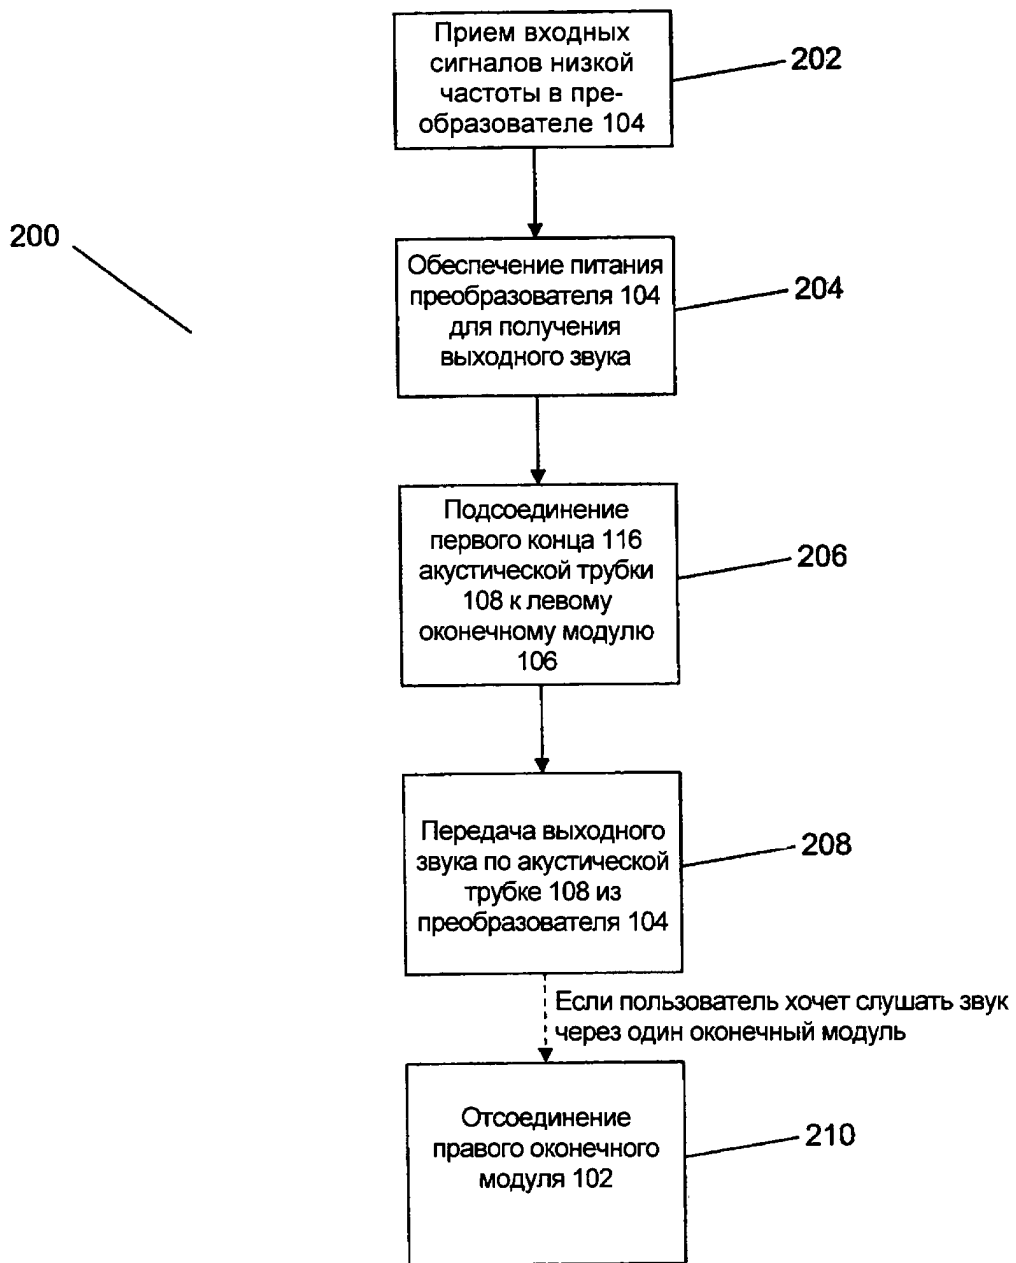 Прием входных
сигналов низкой
частоты в пре-
образователе 104
202
200
Обеспечение питания
преобразователя 104
для получения
выходного звука
204
Подсоединение
первого конца 116
акустической трубки
108 к левому
оконечному модулю
106
206
Передача выходного
звука по акустической
трубке 108 из
преобразователя 104
208
Если пользователь хочет слушать звук
через один оконечный модуль
Отсоединение
правого оконечного
модуля 102
210